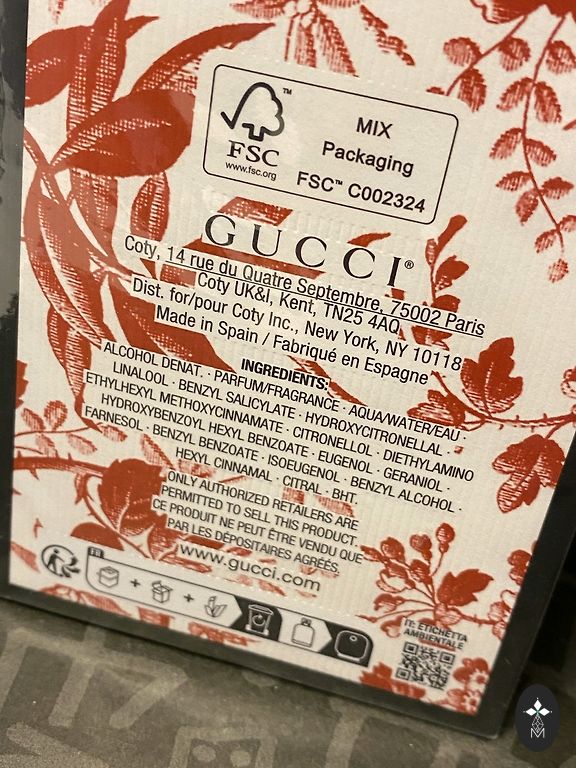 FSC™
www.fsc.org
MIX
Packaging
FSC™ C002324
GUCCI®
Coty, 14 rue du Quatre Septembre, 75002 Paris
Coty UK&I, Kent, TN25 4AQ
Dist. for/pour Coty Inc., New York, NY 10118
Made in Spain / Fabriqué en Espagne
INGREDIENTS:
ALCOHOL DENAT. · PARFUM/FRAGRANCE · AQUA/WATER/EAU ·
LINALOOL · BENZYL SALICYLATE · HYDROXYCITRONELLAL ·
ETHYLHEXYL METHOXYCINNAMATE · CITRONELLOL · DIETHYLAMINO
HYDROXYBENZOYL HEXYL BENZOATE · EUGENOL · GERANIOL ·
FARNESOL · BENZYL BENZOATE · ISOEUGENOL · BENZYL ALCOHOL ·
HEXYL CINNAMAL · CITRAL · BHT.
ONLY AUTHORIZED RETAILERS ARE
PERMITTED TO SELL THIS PRODUCT.
CE PRODUIT NE PEUT ÊTRE VENDU QUE
PAR LES DÉPOSITAIRES AGRÉÉS.
www.gucci.com
FR
+ +
IT: ETICHETTA
AMBIENTALE
M